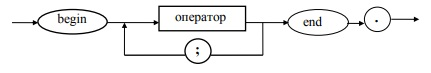 begin
оператор
end
.
;